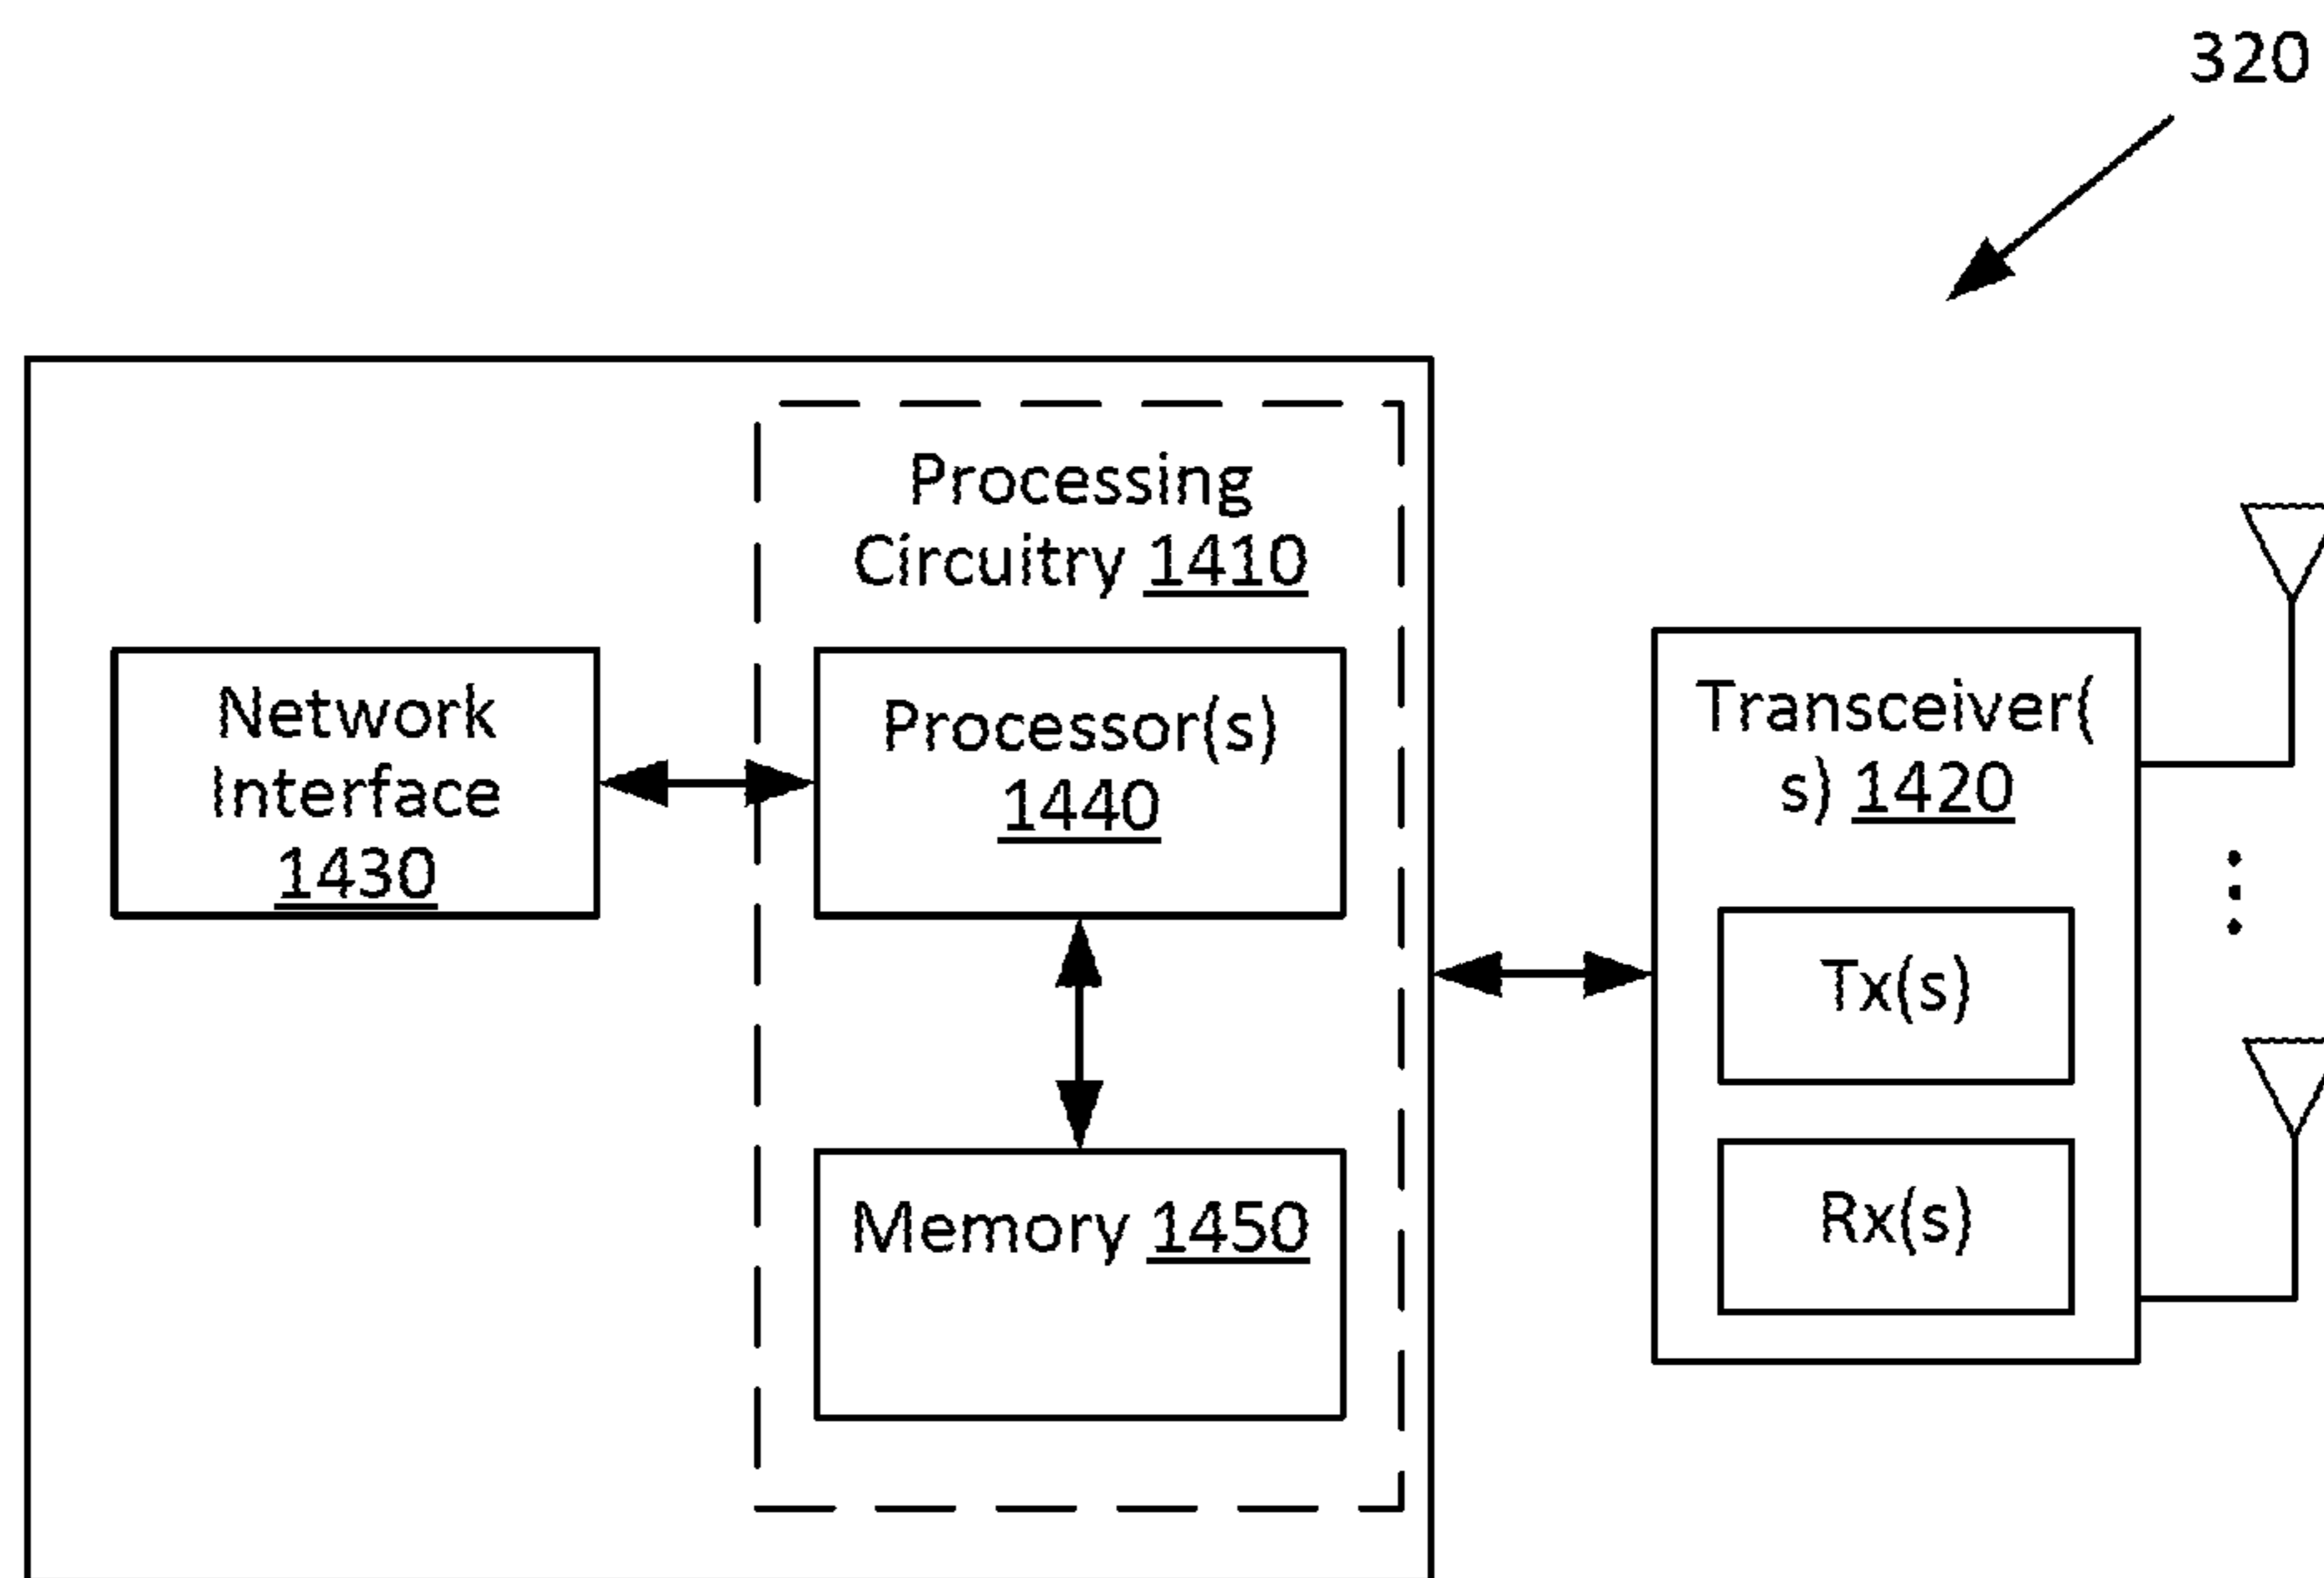 320
Processing
Circuitry 1410
Network
Interface
1430
Processor(s)
1440
Transceiver(
s) 1420
Tx(s)
Memory 1450
Rx(s)